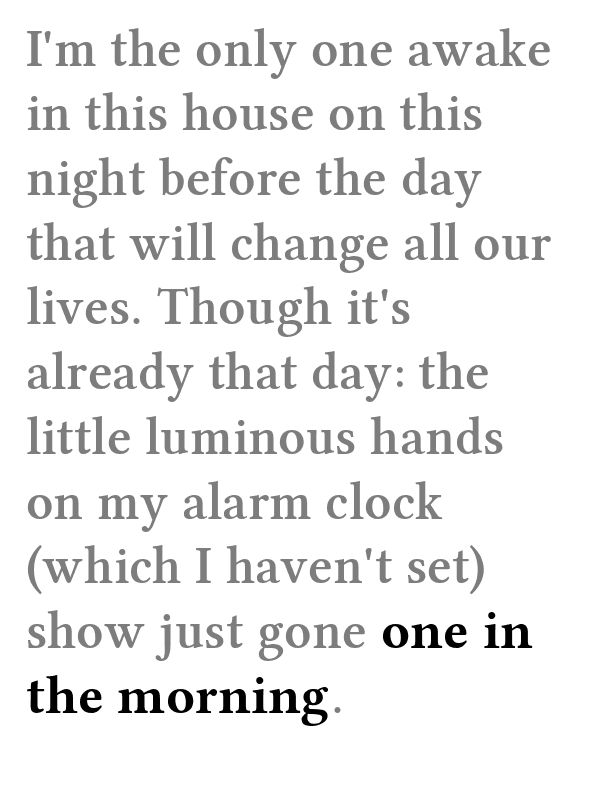 I'm the only one awake
in this house on this
night before the day
that will change all our
lives. Though it's
already that day: the
little luminous hands
on my alarm clock
(which I haven't set)
show just gone one in
the morning.